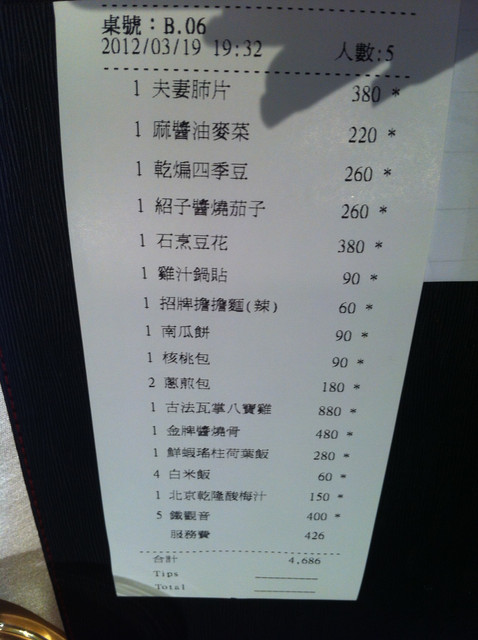 桌號：B.06
2012/03/19 19:32 人數:5
1 夫妻肺片 380 *
1 麻醬油麥菜 220 *
1 乾煸四季豆 260 *
1 紹子醬燒茄子 260 *
1 石烹豆花 380 *
1 雞汁鍋貼 90 *
1 招牌擔擔麵(辣) 60 *
1 南瓜餅 90 *
1 核桃包 90 *
2 蔥煎包 180 *
1 古法瓦掌八寶雞 880 *
1 金牌醬燒骨 480 *
1 鮮蝦瑤柱荷葉飯 280 *
4 白米飯 60 *
1 北京乾隆酸梅汁 150 *
5 鐵觀音 400 *
服務費 426
合計 4,686
Tips
Total